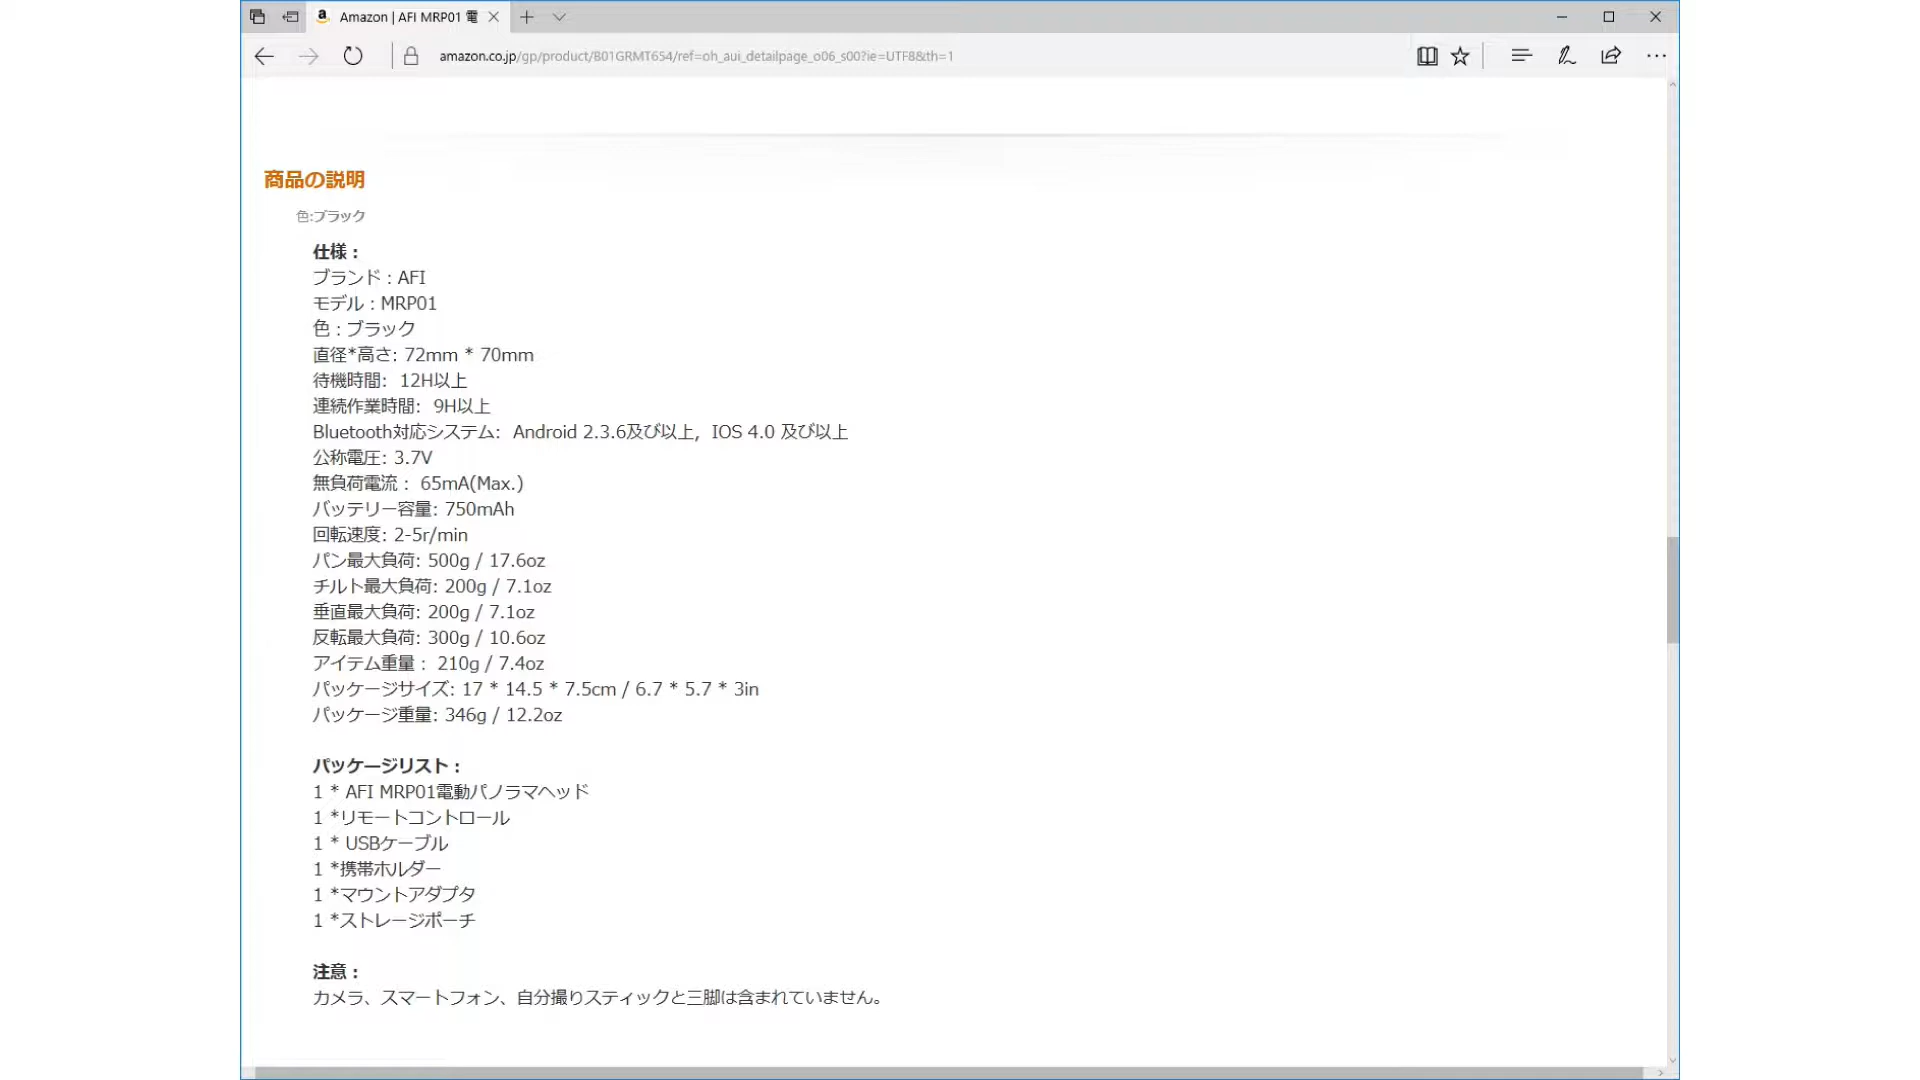 Amazon | AFI MRP01 電
amazon.co.jp/gp/product/B01GRMT654/ref=oh_aui_detailpage_o06_s00?ie=UTF8&th=1
商品の説明
色:ブラック
仕様：
ブランド：AFI
モデル：MRP01
色：ブラック
直径*高さ: 72mm * 70mm
待機時間: 12H以上
連続作業時間: 9H以上
Bluetooth対応システム: Android 2.3.6及び以上, IOS 4.0 及び以上
公称電圧: 3.7V
無負荷電流： 65mA(Max.)
バッテリー容量: 750mAh
回転速度: 2-5r/min
パン最大負荷: 500g / 17.6oz
チルト最大負荷: 200g / 7.1oz
垂直最大負荷: 200g / 7.1oz
反転最大負荷: 300g / 10.6oz
アイテム重量： 210g / 7.4oz
パッケージサイズ: 17 * 14.5 * 7.5cm / 6.7 * 5.7 * 3in
パッケージ重量: 346g / 12.2oz
パッケージリスト：
1 * AFI MRP01電動パノラマヘッド
1 *リモートコントロール
1 * USBケーブル
1 *携帯ホルダー
1 *マウントアダプタ
1 *ストレージポーチ
注意：
カメラ、スマートフォン、自分撮りスティックと三脚は含まれていません。